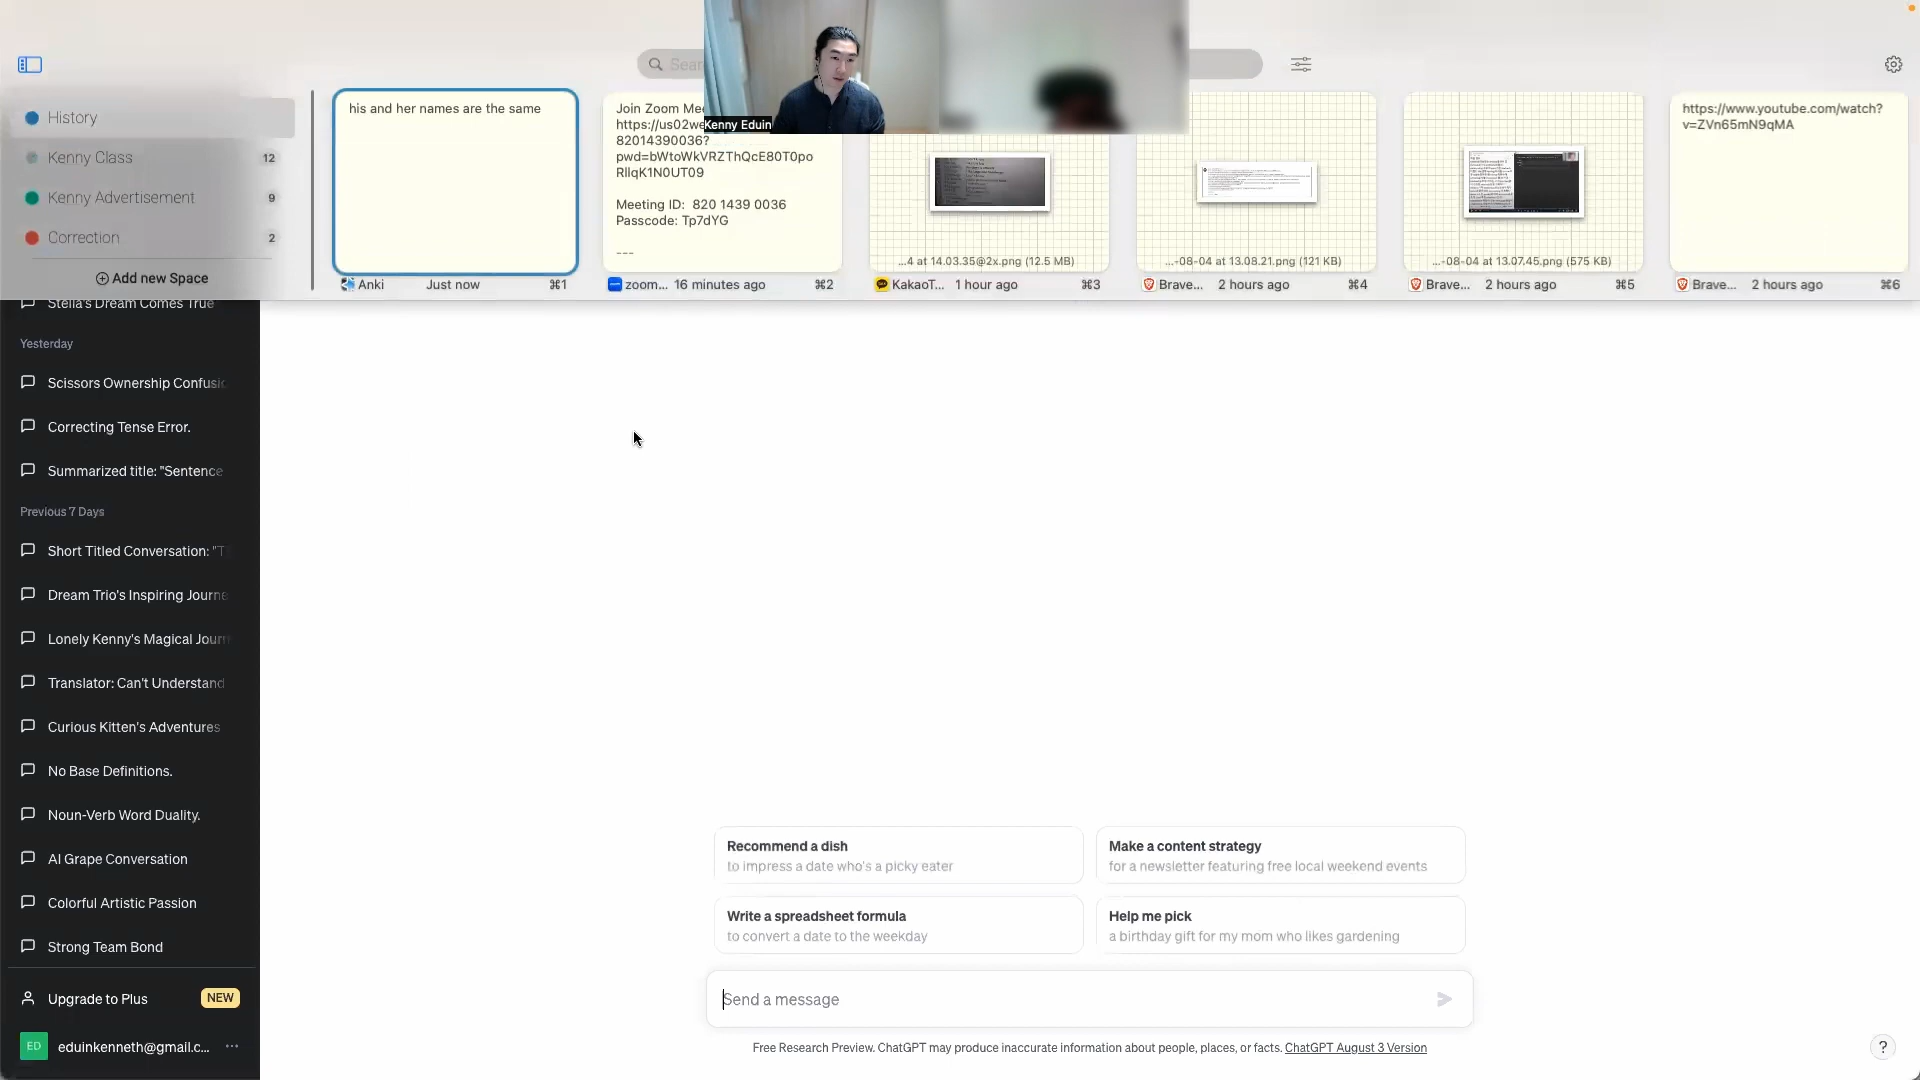 Sear
Kenny Eduin
History
Kenny Class 12
Kenny Advertisement 9
Correction 2
Add new Space
his and her names are the same
Anki Just now ⌘1
Join Zoom Mee
https://us02we
82014390036?
pwd=bWtoWkVRZThQcE80T0po
RllqK1N0UT09
Meeting ID: 820 1439 0036
Passcode: Tp7dYG
---
zoom... 16 minutes ago ⌘2
...4 at 14.03.35@2x.png (12.5 MB)
KakaoT... 1 hour ago ⌘3
...-08-04 at 13.08.21.png (121 KB)
Brave... 2 hours ago ⌘4
...-08-04 at 13.07.45.png (575 KB)
Brave... 2 hours ago ⌘5
https://www.youtube.com/watch?
v=ZVn65mN9qMA
Brave... 2 hours ago ⌘6
Stella's Dream Comes True
Yesterday
Scissors Ownership Confusic
Correcting Tense Error.
Summarized title: "Sentence
Previous 7 Days
Short Titled Conversation: "T
Dream Trio's Inspiring Journe
Lonely Kenny's Magical Journ
Translator: Can't Understand
Curious Kitten's Adventures
No Base Definitions.
Noun-Verb Word Duality.
AI Grape Conversation
Colorful Artistic Passion
Strong Team Bond
Upgrade to Plus NEW
ED eduinkenneth@gmail.c... ...
Recommend a dish
to impress a date who's a picky eater
Make a content strategy
for a newsletter featuring free local weekend events
Write a spreadsheet formula
to convert a date to the weekday
Help me pick
a birthday gift for my mom who likes gardening
Send a message
Free Research Preview. ChatGPT may produce inaccurate information about people, places, or facts. ChatGPT August 3 Version
?